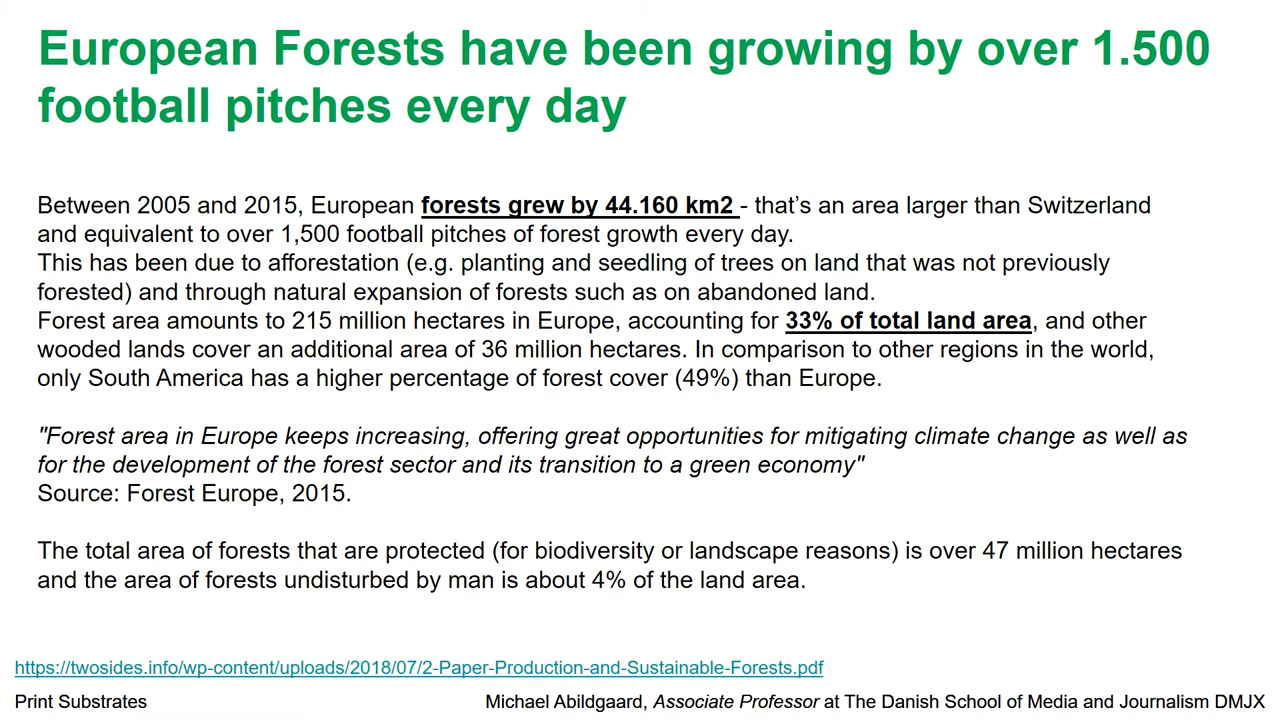 European Forests have been growing by over 1.500
football pitches every day
Between 2005 and 2015, European forests grew by 44.160 km2 - that's an area larger than Switzerland
and equivalent to over 1,500 football pitches of forest growth every day.
This has been due to afforestation (e.g. planting and seedling of trees on land that was not previously
forested) and through natural expansion of forests such as on abandoned land.
Forest area amounts to 215 million hectares in Europe, accounting for 33% of total land area, and other
wooded lands cover an additional area of 36 million hectares. In comparison to other regions in the world,
only South America has a higher percentage of forest cover (49%) than Europe.
"Forest area in Europe keeps increasing, offering great opportunities for mitigating climate change as well as
for the development of the forest sector and its transition to a green economy"
Source: Forest Europe, 2015.
The total area of forests that are protected (for biodiversity or landscape reasons) is over 47 million hectares
and the area of forests undisturbed by man is about 4% of the land area.
https://twosides.info/wp-content/uploads/2018/07/2-Paper-Production-and-Sustainable-Forests.pdf
Print Substrates
Michael Abildgaard, Associate Professor at The Danish School of Media and Journalism DMJX